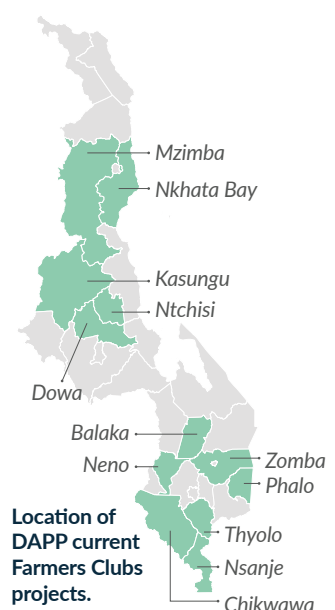 Mzimba
Nkhata Bay
Kasungu
Ntchisi
Dowa
Balaka
Neno
Zomba
Phalo
Thyolo
Nsanje
Chikwawa
Location of
DAPP current
Farmers Clubs
projects.